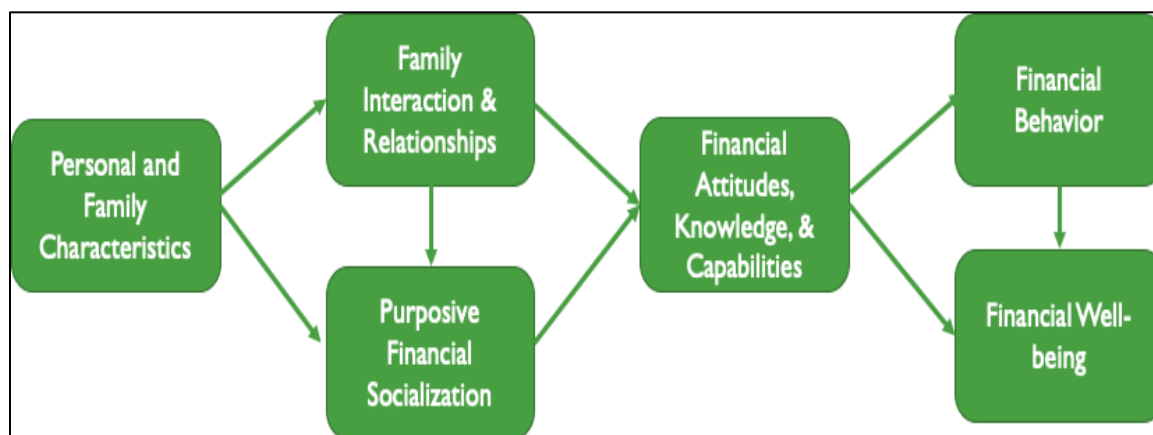 Personal and
Family
Characteristics
Family
Interaction &
Relationships
Purposive
Financial
Socialization
Financial
Attitudes,
Knowledge, &
Capabilities
Financial
Behavior
Financial Well-
being